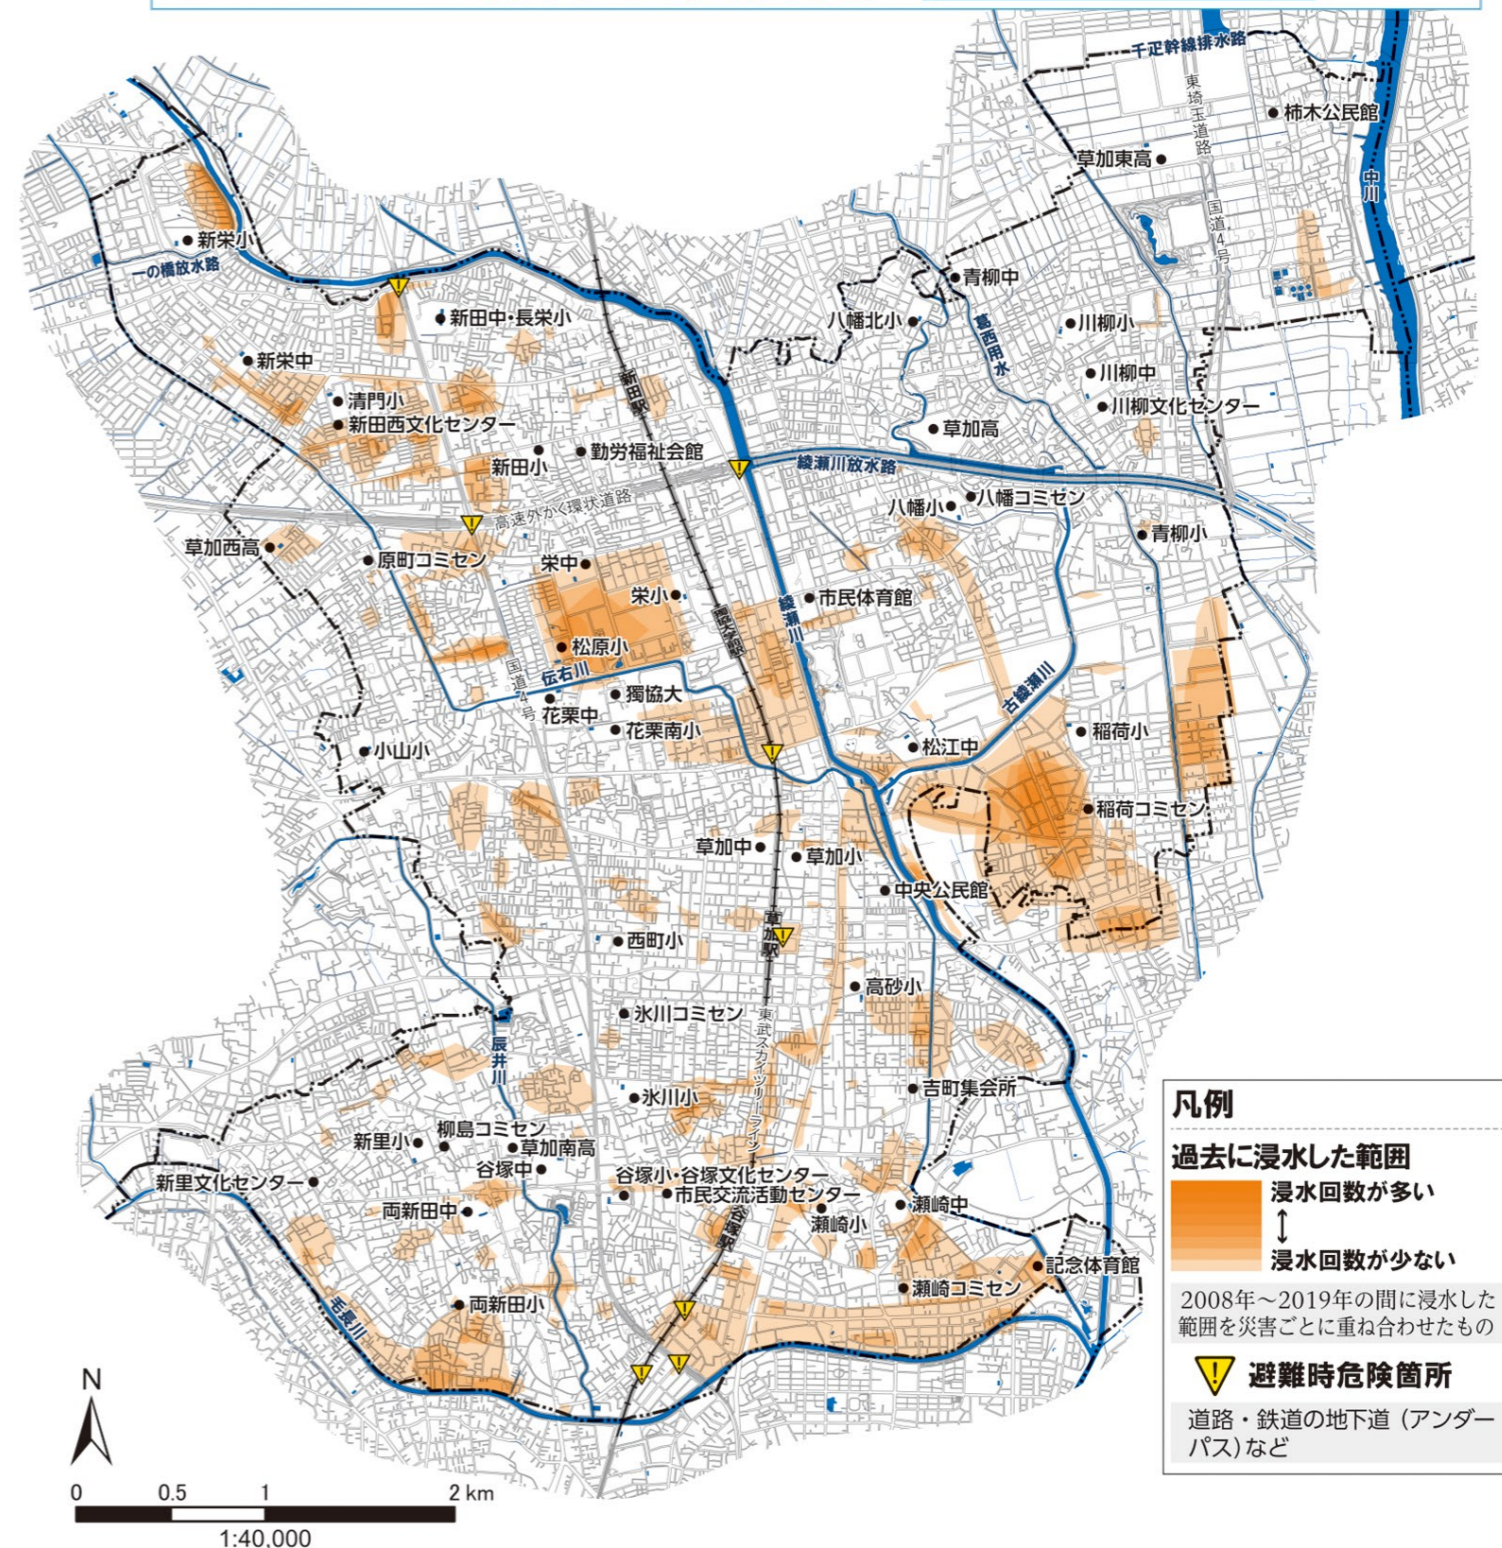 千疋幹線排水路
東埼玉道路
柿木公民館
草加東高
中川
国道4号
新栄小
一の橋放水路
青柳中
新田中・長栄小
八幡北小
葛西用水
川柳小
新栄中
新田駅
川柳中
清門小
川柳文化センター
新田西文化センター
草加高
新田小
勤労福祉会館
綾瀬川放水路
高速外かく環状道路
八幡小
八幡コミセン
草加西高
原町コミセン
青柳小
栄中
栄小
獨協大学前駅
綾瀬川
市民体育館
松原小
国道4号
伝右川
獨協大
古綾瀬川
花栗中
花栗南小
稲荷小
小山小
松江中
稲荷コミセン
草加中
草加小
中央公民館
草加駅
西町小
高砂小
氷川コミセン
東武スカイツリーライン
辰井川
氷川小
吉町集会所
柳島コミセン
新里小
草加南高
谷塚中
新里文化センター
谷塚小・谷塚文化センター
市民交流活動センター
両新田中
瀬崎中
瀬崎小
谷塚駅
記念体育館
瀬崎コミセン
両新田小
毛長川
凡例
過去に浸水した範囲
浸水回数が多い
↕
浸水回数が少ない
2008年～2019年の間に浸水した
範囲を災害ごとに重ね合わせたもの
! 避難時危険箇所
道路・鉄道の地下道（アンダー
パス）など
N
0 0.5 1 2 km
1:40,000